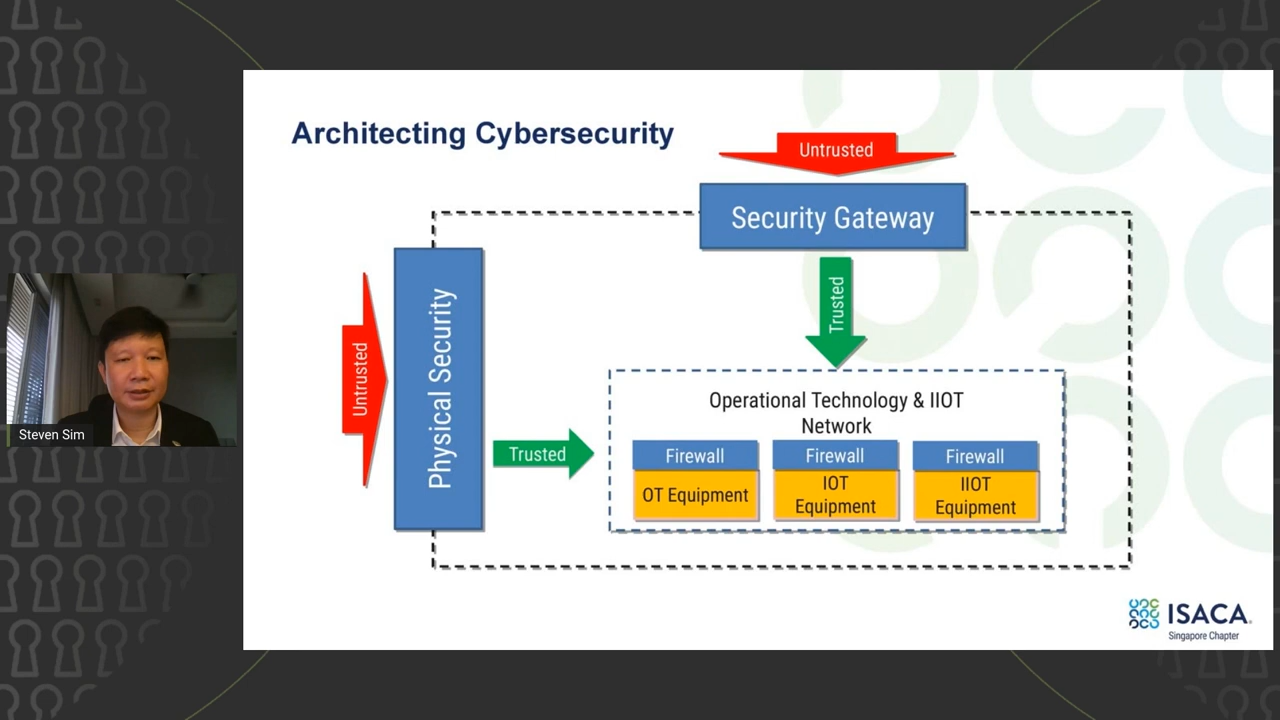 Architecting Cybersecurity
Untrusted
Security Gateway
Trusted
Untrusted
Physical Security
Trusted
Operational Technology & IIOT
Network
Firewall
Firewall
Firewall
OT Equipment
IOT
Equipment
IIOT
Equipment
Steven Sim
ISACA.
Singapore Chapter